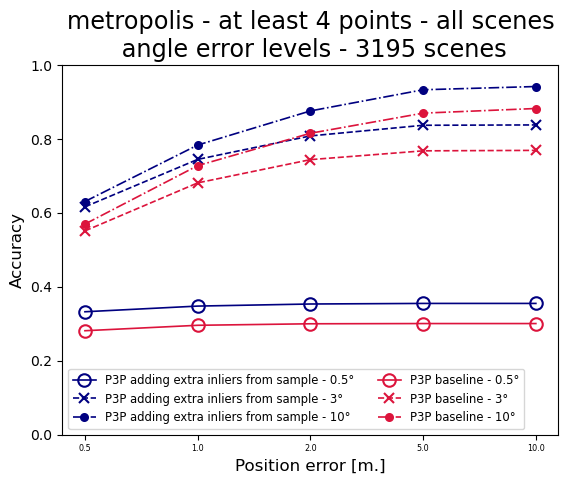 metropolis - at least 4 points - all scenes
angle error levels - 3195 scenes
1.0
0.8
0.6
0.4
0.2
0.0
Accuracy
P3P adding extra inliers from sample - 0.5°
P3P adding extra inliers from sample - 3°
P3P adding extra inliers from sample - 10°
P3P baseline - 0.5°
P3P baseline - 3°
P3P baseline - 10°
0.5 1.0 2.0 5.0 10.0
Position error [m.]